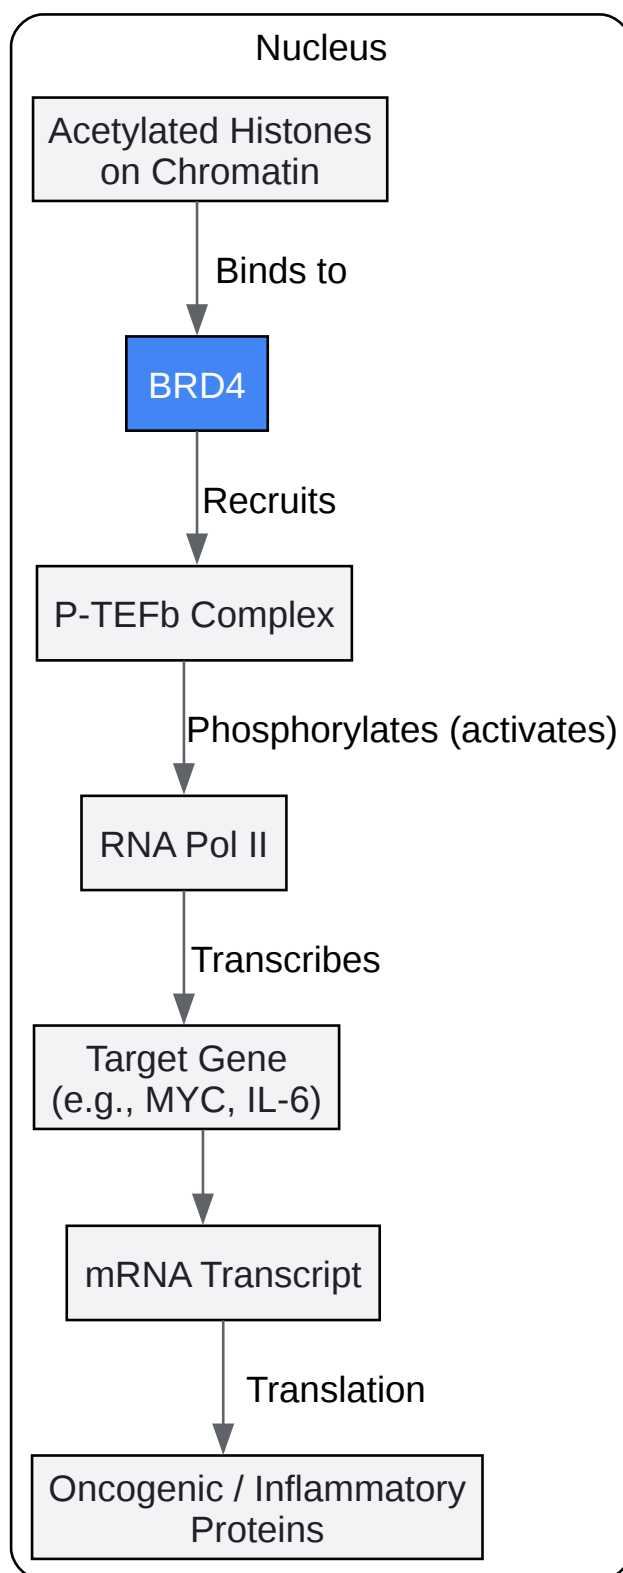 Nucleus
Acetylated Histones
on Chromatin
Binds to
BRD4
Recruits
P-TEFb Complex
Phosphorylates (activates)
RNA Pol II
Transcribes
Target Gene
(e.g., MYC, IL-6)
mRNA Transcript
Translation
Oncogenic / Inflammatory
Proteins